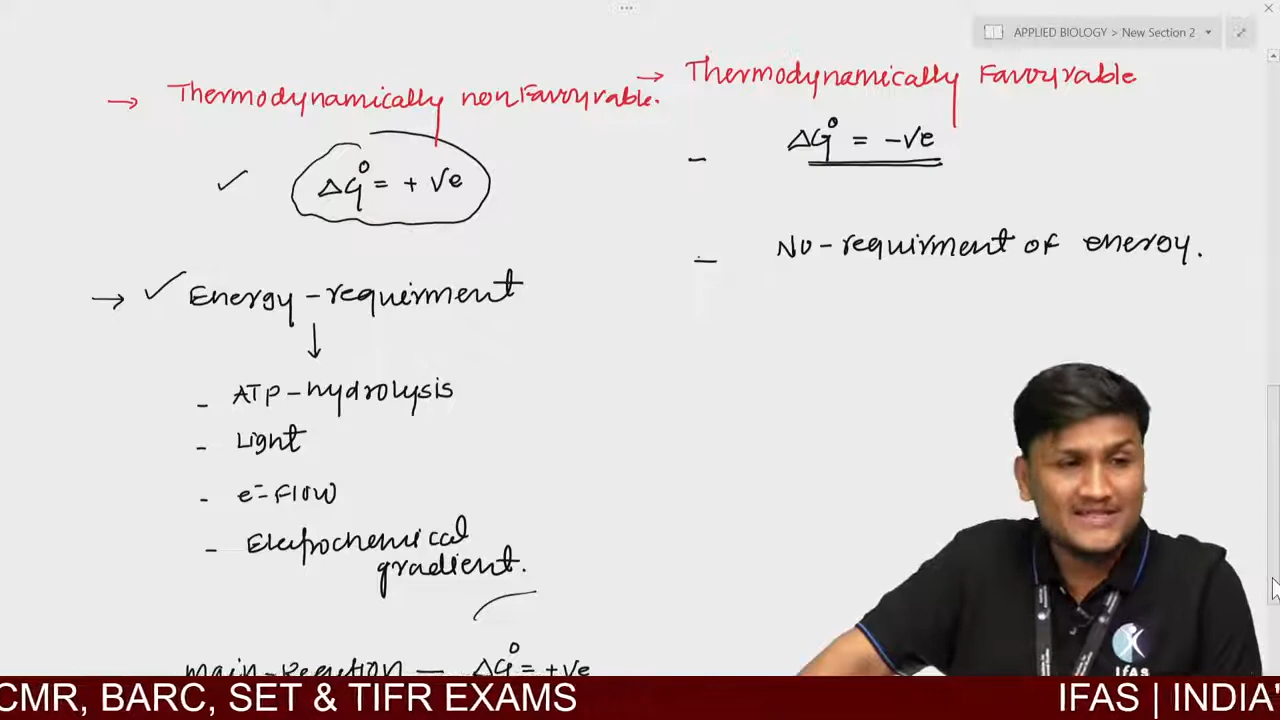 APPLIED BIOLOGY > New Section 2
→ Thermodynamically nonFavourable.
ΔG° = +ve
→ Energy-requirment
- ATP-hydrolysis
- Light
- e⁻ Flow
- Electrochemical
gradient.
main-Reaction — ΔG° = +ve
→ Thermodynamically Favourable
- ΔG° = -ve
- No-requirment of energy.
IFAS
CMR, BARC, SET & TIFR EXAMS
IFAS | INDIA'